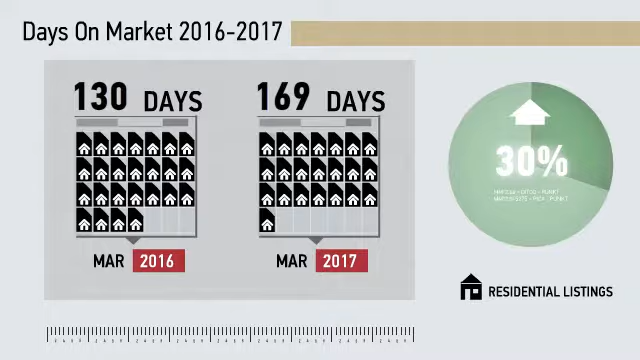 Days On Market 2016-2017
130 DAYS
169 DAYS
MAR 2016
MAR 2017
30%
RESIDENTIAL LISTINGS